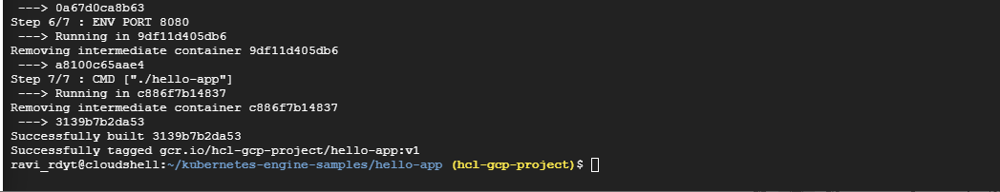 ---> 0a67d0ca8b63
Step 6/7 : ENV PORT 8080
---> Running in 9df11d405db6
Removing intermediate container 9df11d405db6
---> a8100c65aae4
Step 7/7 : CMD ["./hello-app"]
---> Running in c886f7b14837
Removing intermediate container c886f7b14837
---> 3139b7b2da53
Successfully built 3139b7b2da53
Successfully tagged gcr.io/hcl-gcp-project/hello-app:v1
ravi_rdyt@cloudshell:~/kubernetes-engine-samples/hello-app (hcl-gcp-project)$